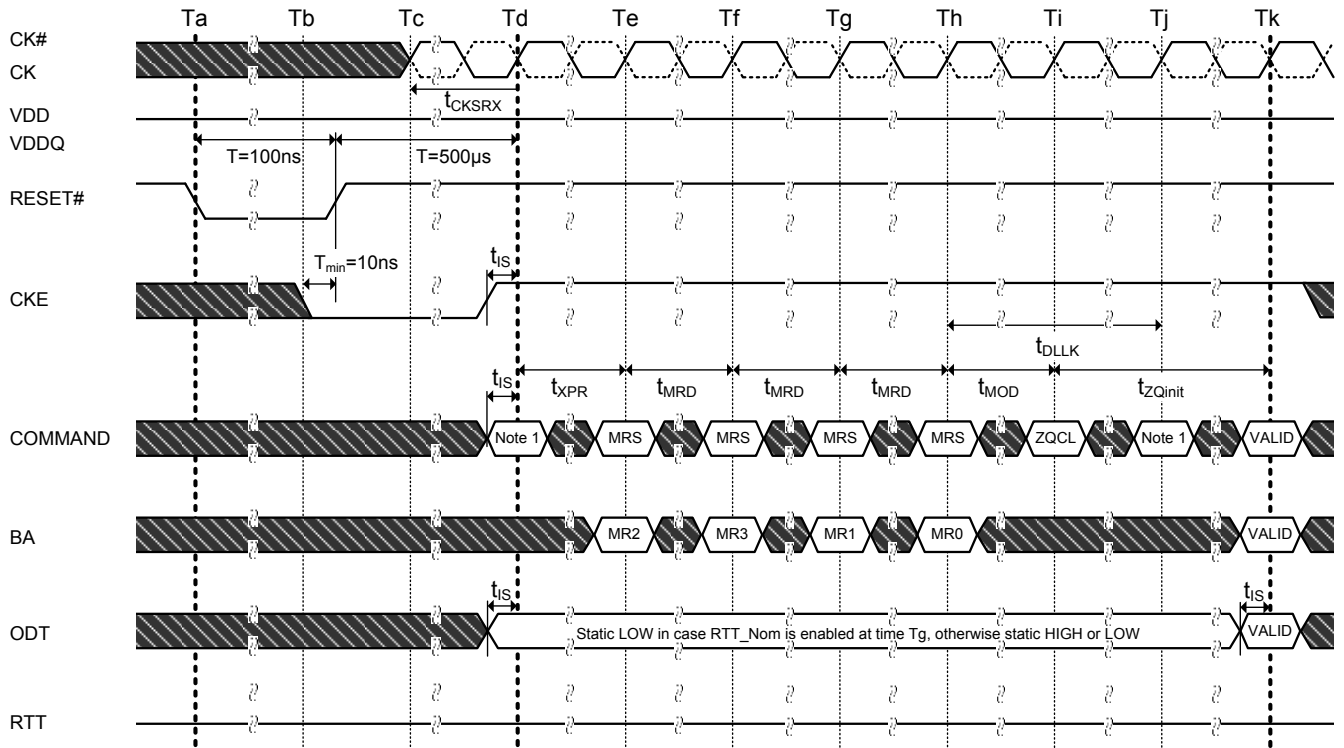 Ta Tb Tc Td Te Tf Tg Th Ti Tj Tk
CK#
CK
tCKSRX
VDD
VDDQ
T=100ns T=500µs
RESET#
Tmin=10ns tIS
CKE
tDLLK
tIS tXPR tMRD tMRD tMRD tMOD tZQinit
COMMAND Note 1 MRS MRS MRS MRS ZQCL Note 1 VALID
BA MR2 MR3 MR1 MR0 VALID
tIS tIS
ODT Static LOW in case RTT_Nom is enabled at time Tg, otherwise static HIGH or LOW VALID
RTT